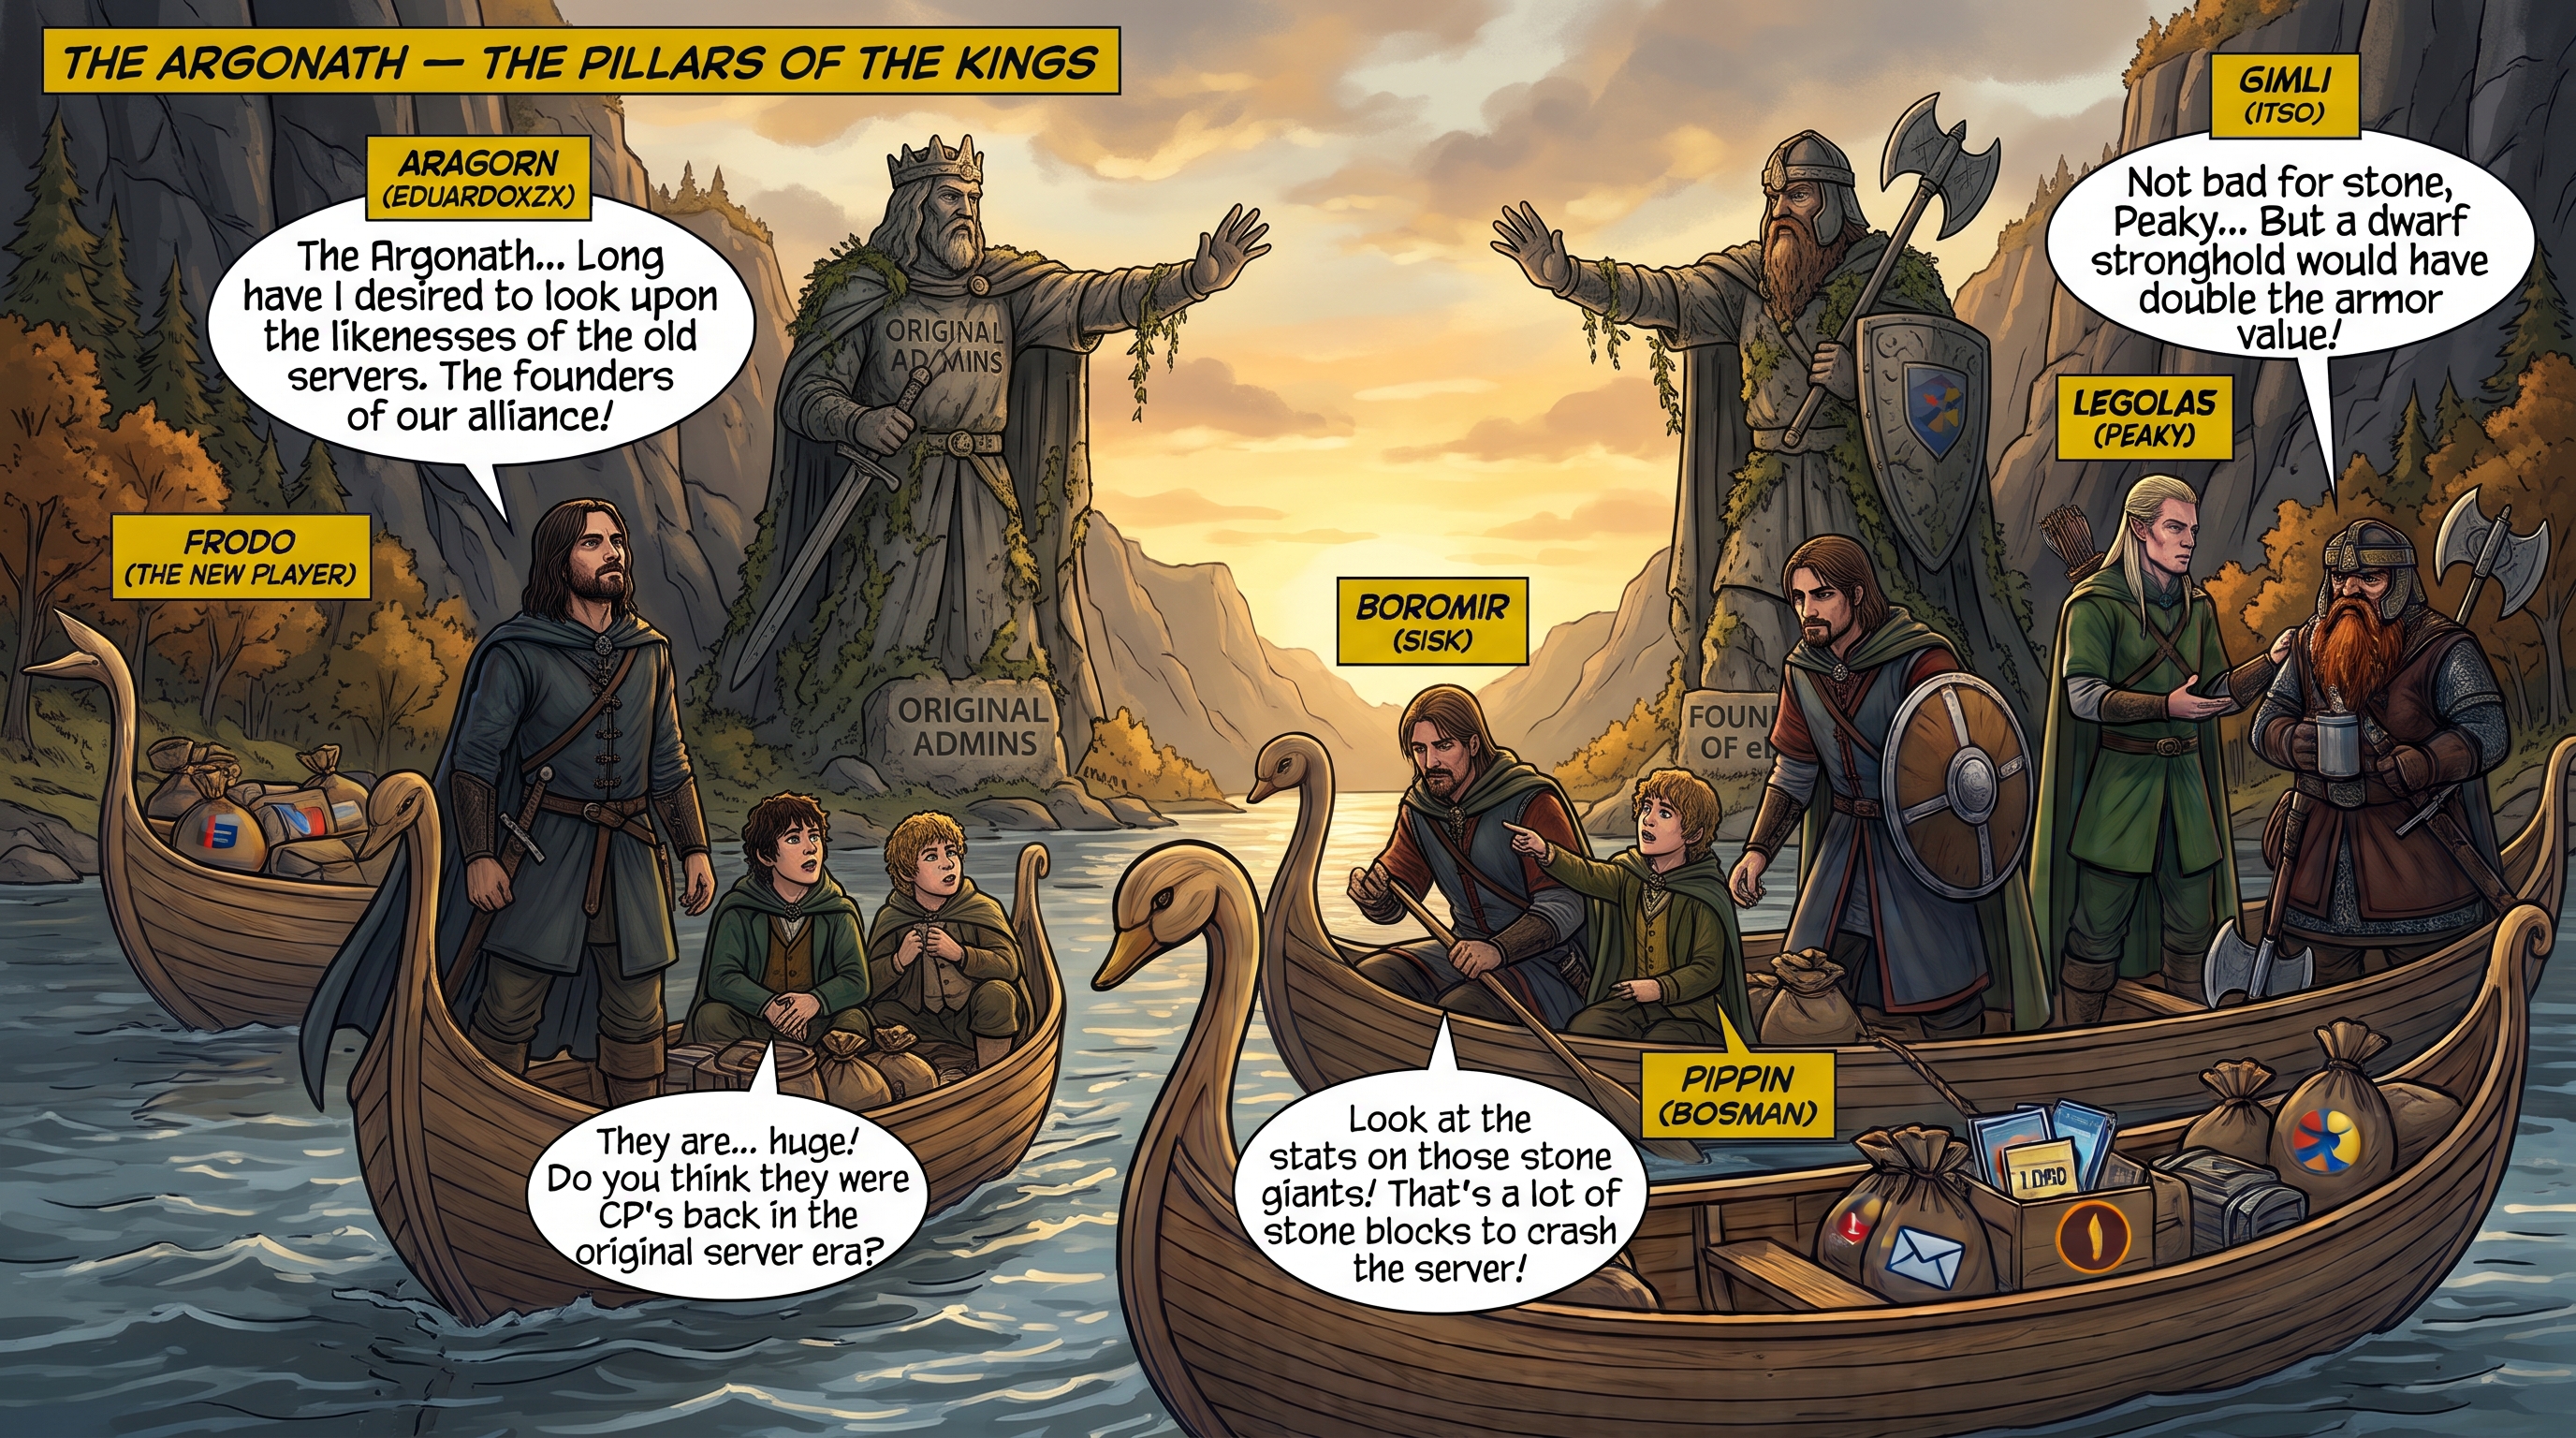 THE ARGONATH — THE PILLARS OF THE KINGS
ARAGORN
(EDUARDOXZX)
The Argonath... Long
have I desired to look upon
the likenesses of the old
servers. The founders
of our alliance!
GIMLI
(ITSO)
Not bad for stone,
Peaky... But a dwarf
stronghold would have
double the armor
value!
LEGOLAS
(PEAKY)
FRODO
(THE NEW PLAYER)
ORIGINAL
ADMINS
ORIGINAL
ADMINS
BOROMIR
(SISK)
FOUN
OF
They are... huge!
Do you think they were
CP's back in the
original server era?
Look at the
stats on those stone
giants! That's a lot of
stone blocks to crash
the server!
PIPPIN
(BOSMAN)